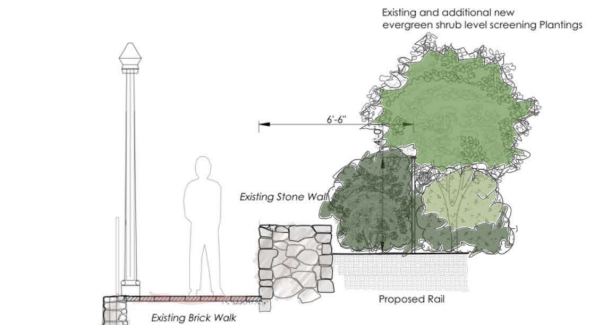 Existing and additional new
evergreen shrub level screening Plantings
6'-6"
Existing Stone Wall
Proposed Rail
Existing Brick Walk